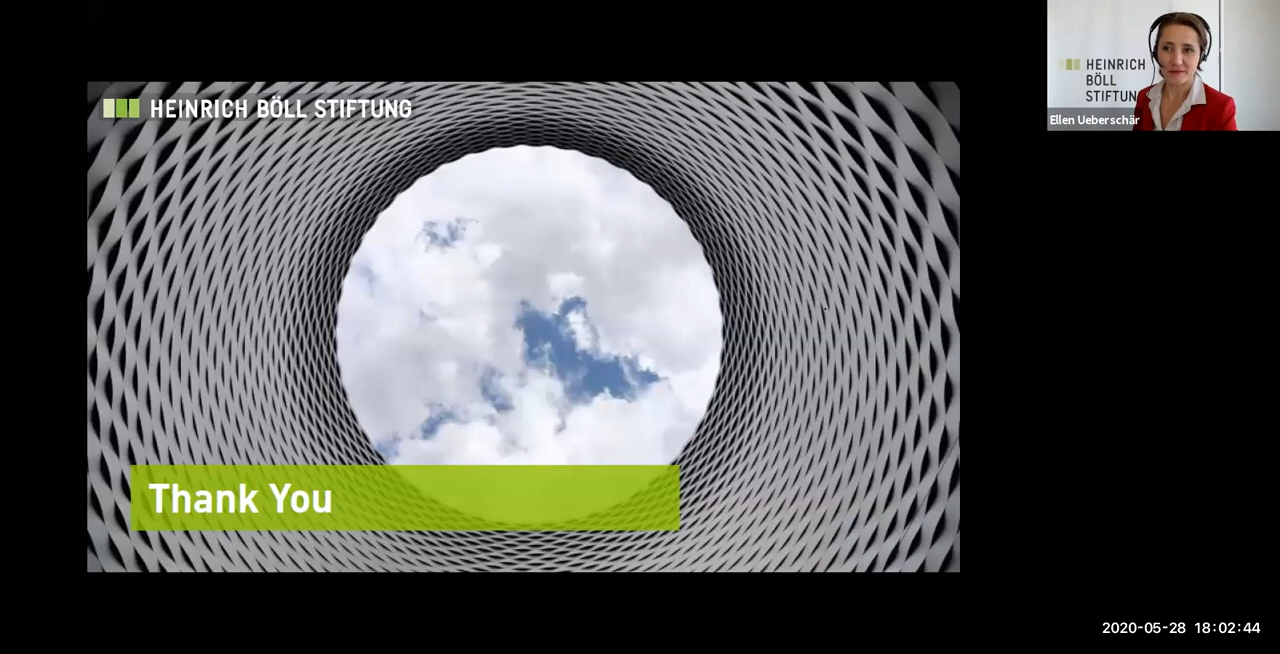 HEINRICH BÖLL STIFTUNG
Thank You
HEINRICH
BÖLL
STIFTUN
Ellen Ueberschär
2020-05-28 18:02:44